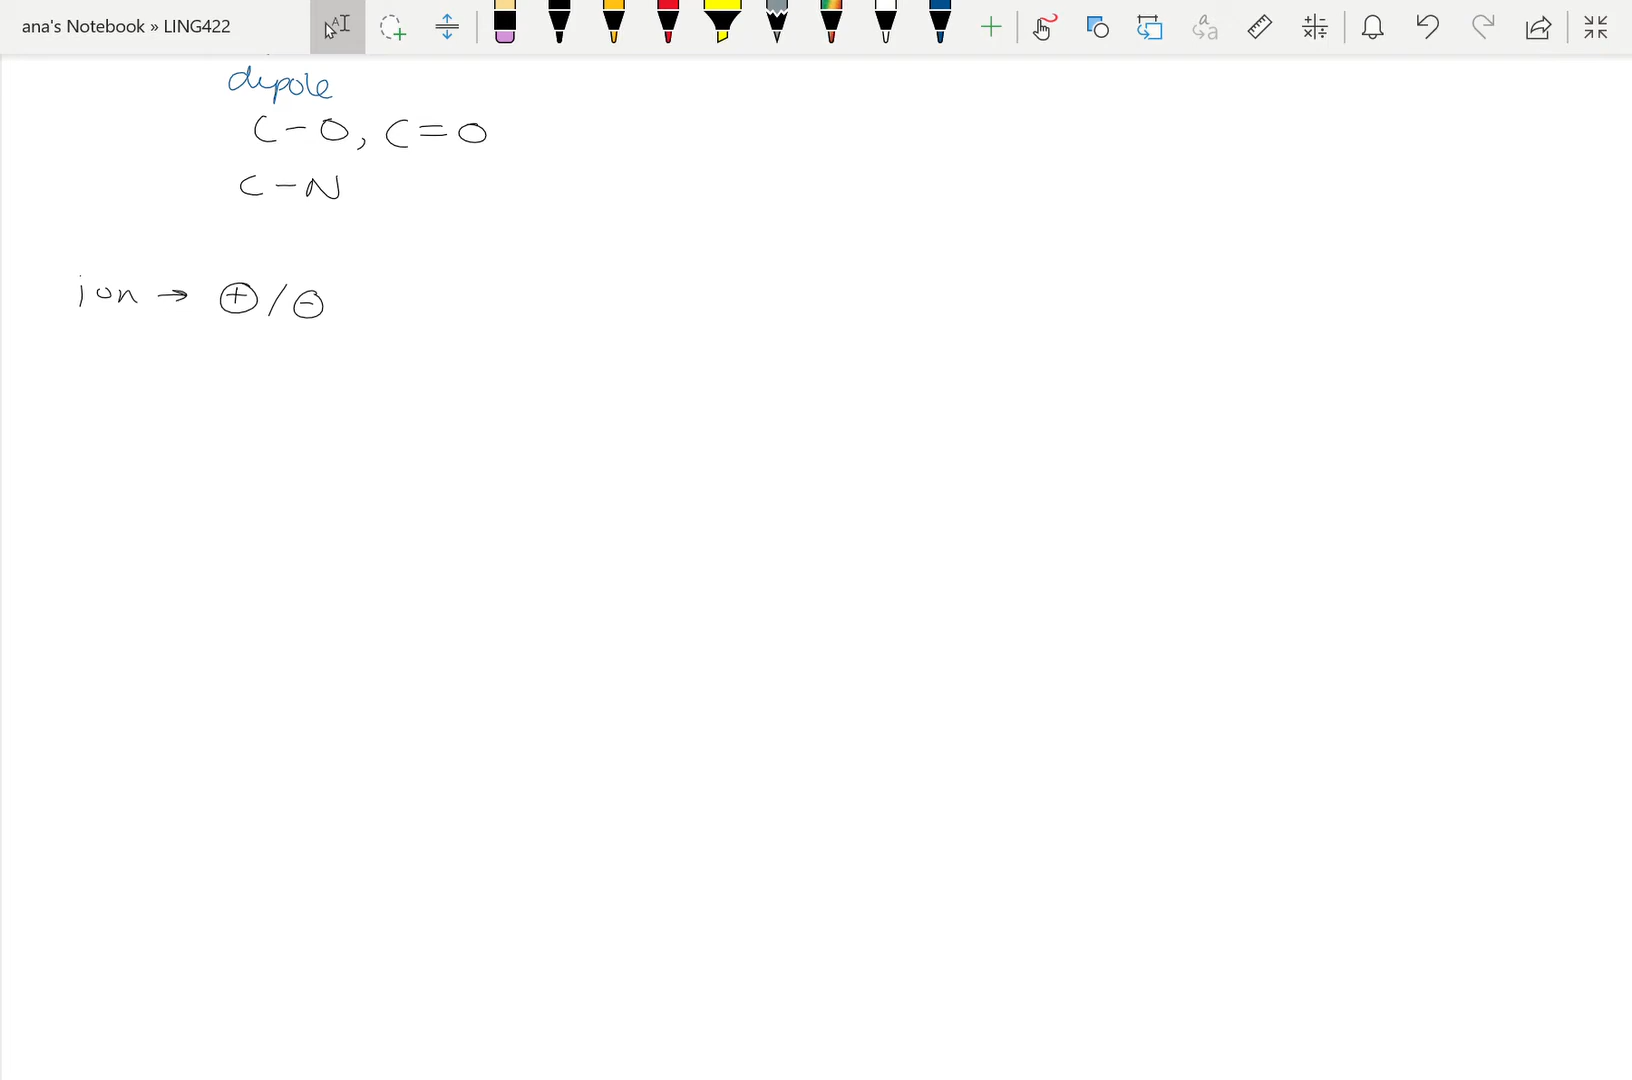 ana's Notebook » LING422
dipole
C-O, C=O
C-N
ion → ⊕/⊖